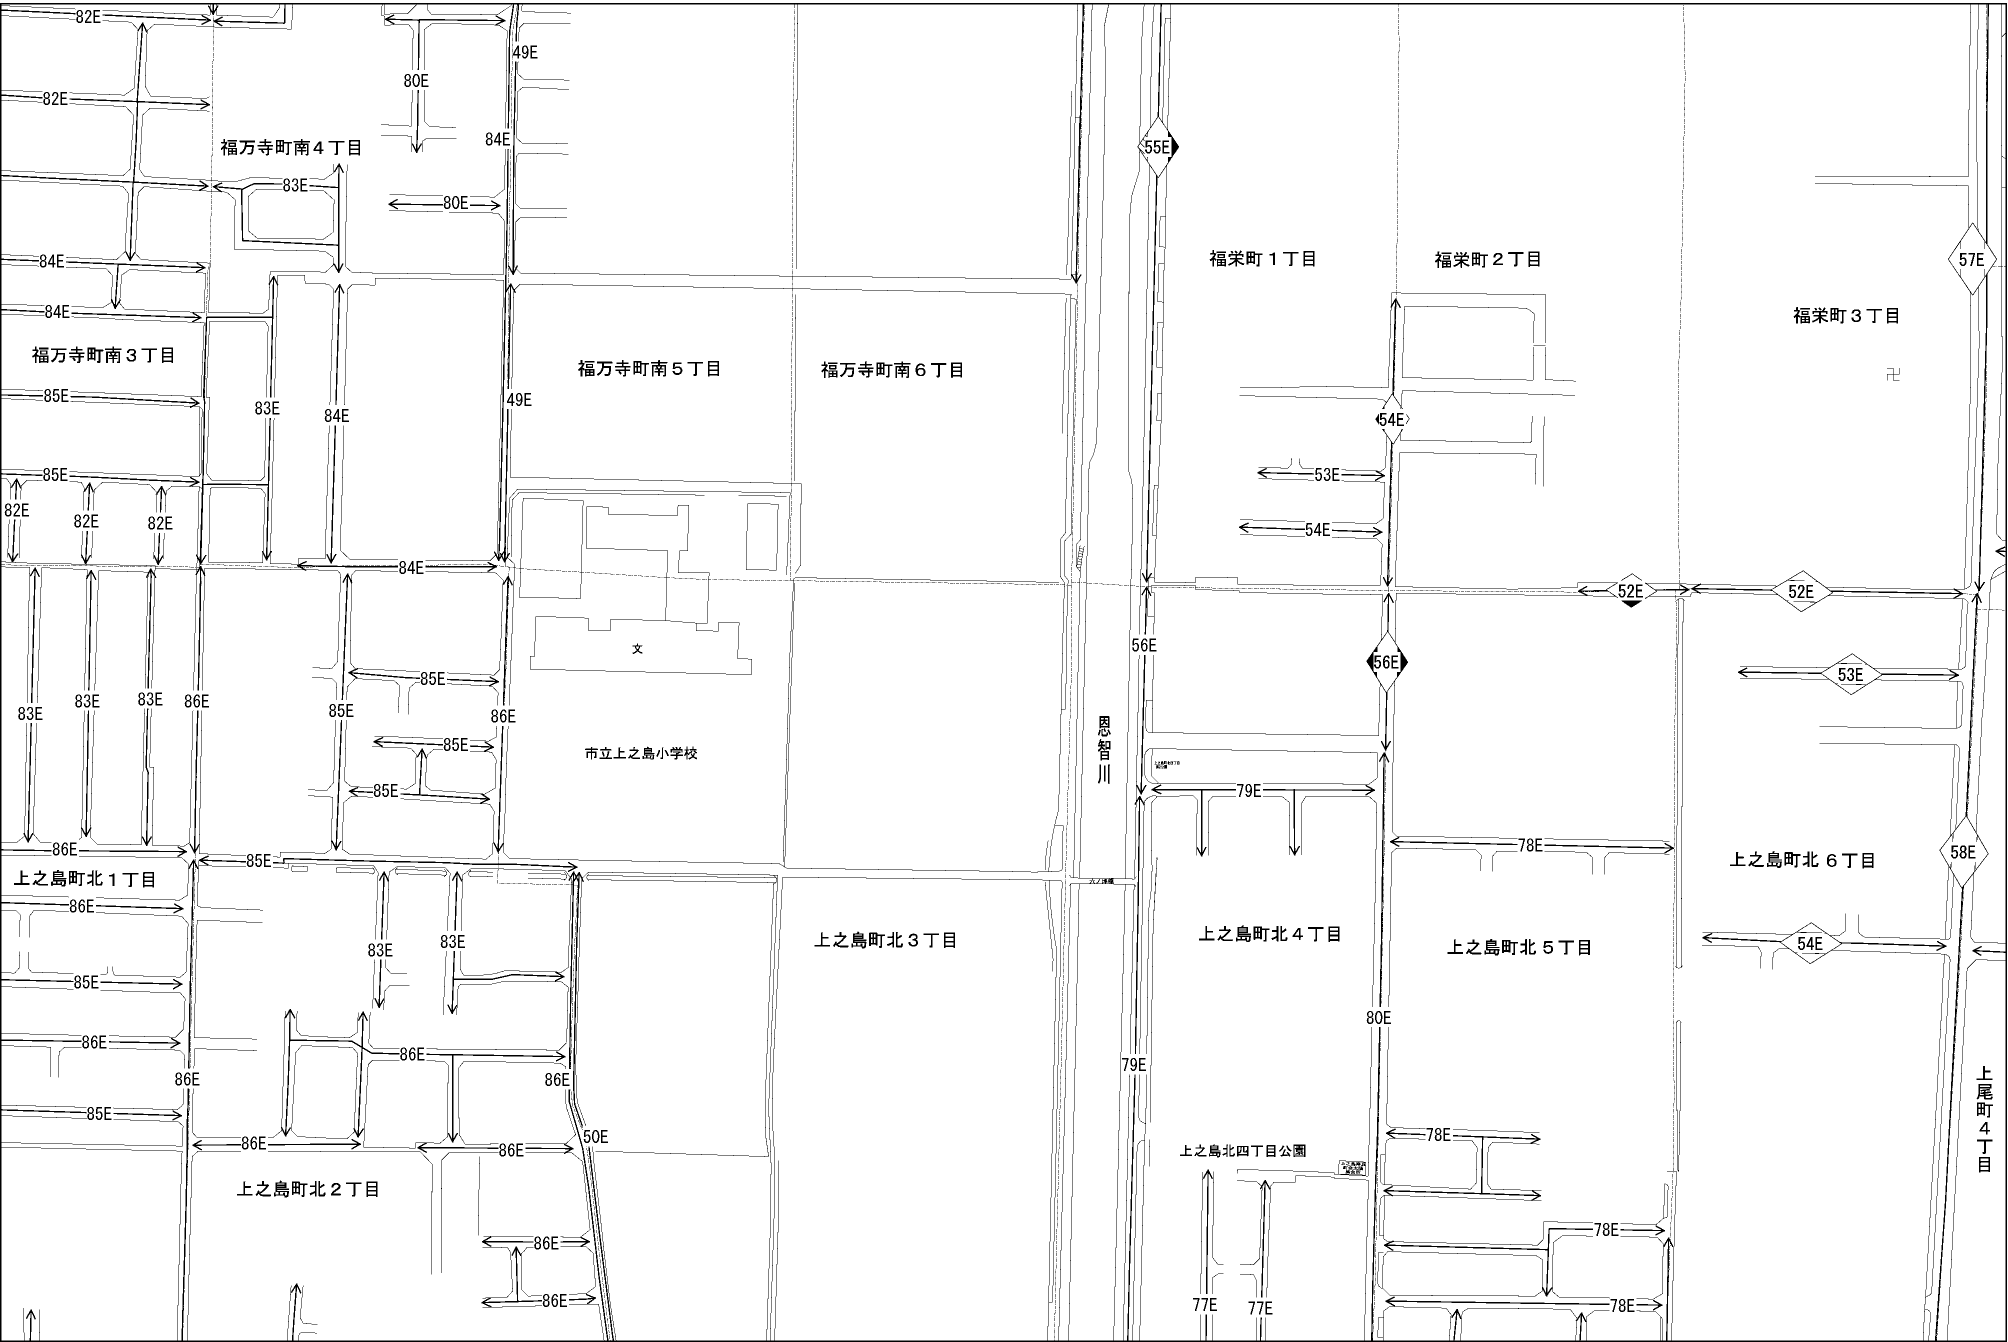 82E
49E
80E
82E
84E
福万寺町南４丁目
55E
83E
80E
84E
福栄町１丁目
福栄町２丁目
57E
84E
福栄町３丁目
福万寺町南３丁目
福万寺町南５丁目
福万寺町南６丁目
85E
49E
83E
84E
54E
卍
85E
53E
82E
82E
82E
54E
84E
52E
52E
文
56E
56E
85E
53E
83E
83E
83E
86E
85E
86E
恩智川
85E
市立上之島小学校
85E
79E
78E
86E
85E
58E
上之島町北６丁目
上之島町北１丁目
86E
83E
83E
上之島町北３丁目
上之島町北４丁目
上之島町北５丁目
54E
85E
80E
86E
86E
79E
86E
86E
上尾町４丁目
85E
50E
78E
86E
86E
上之島北四丁目公園
上之島町北２丁目
78E
86E
86E
77E
77E
78E